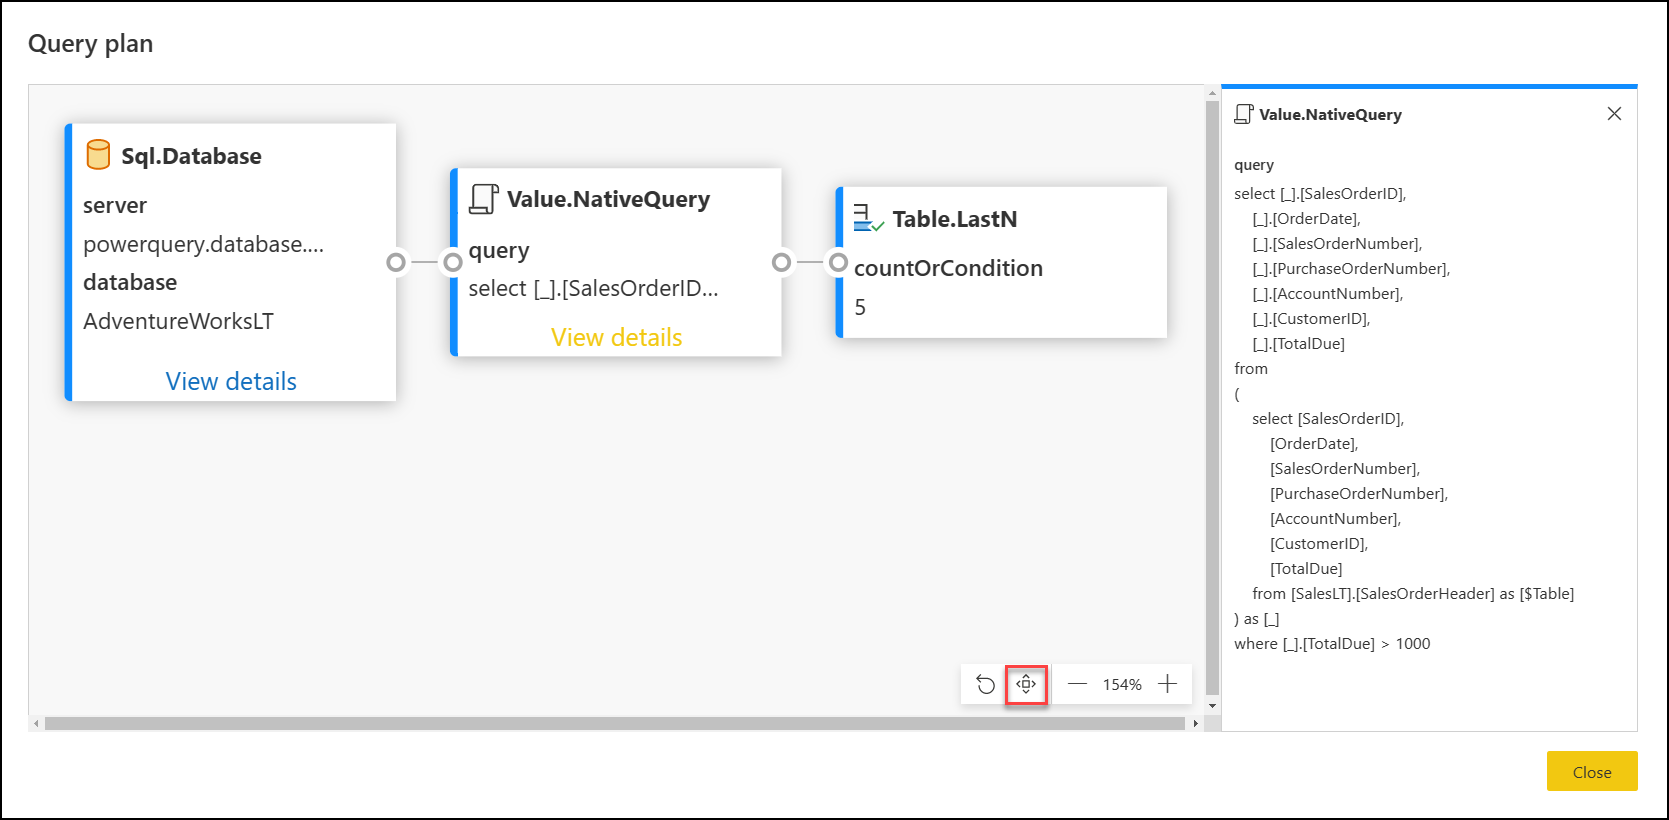 Query plan
Sql.Database
server
powerquery.database....
database
AdventureWorksLT
View details
Value.NativeQuery
query
select [_].[SalesOrderID...
View details
Table.LastN
countOrCondition
5
154%
Value.NativeQuery
query
select [_].[SalesOrderID],
[_].[OrderDate],
[_].[SalesOrderNumber],
[_].[PurchaseOrderNumber],
[_].[AccountNumber],
[_].[CustomerID],
[_].[TotalDue]
from
(
select [SalesOrderID],
[OrderDate],
[SalesOrderNumber],
[PurchaseOrderNumber],
[AccountNumber],
[CustomerID],
[TotalDue]
from [SalesLT].[SalesOrderHeader] as [$Table]
) as [_]
where [_].[TotalDue] > 1000
Close